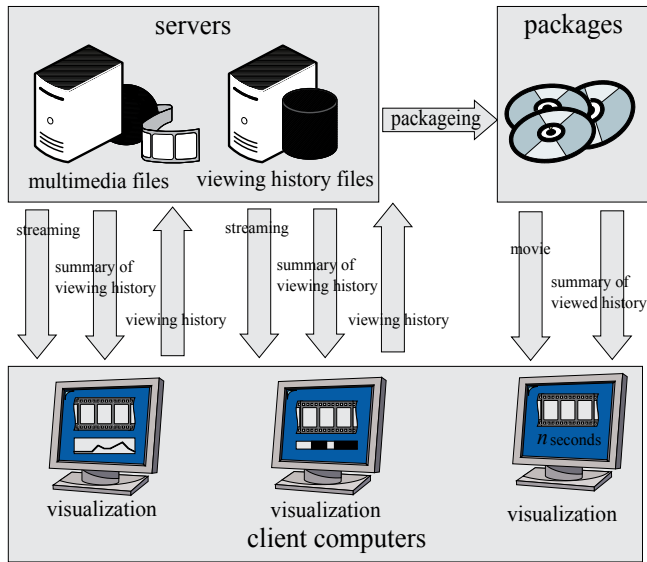 servers
packages
packageing
multimedia files
viewing history files
streaming
summary of
viewing history
viewing history
streaming
summary of
viewing history
viewing history
movie
summary of
viewed history
n seconds
visualization
visualization
visualization
client computers